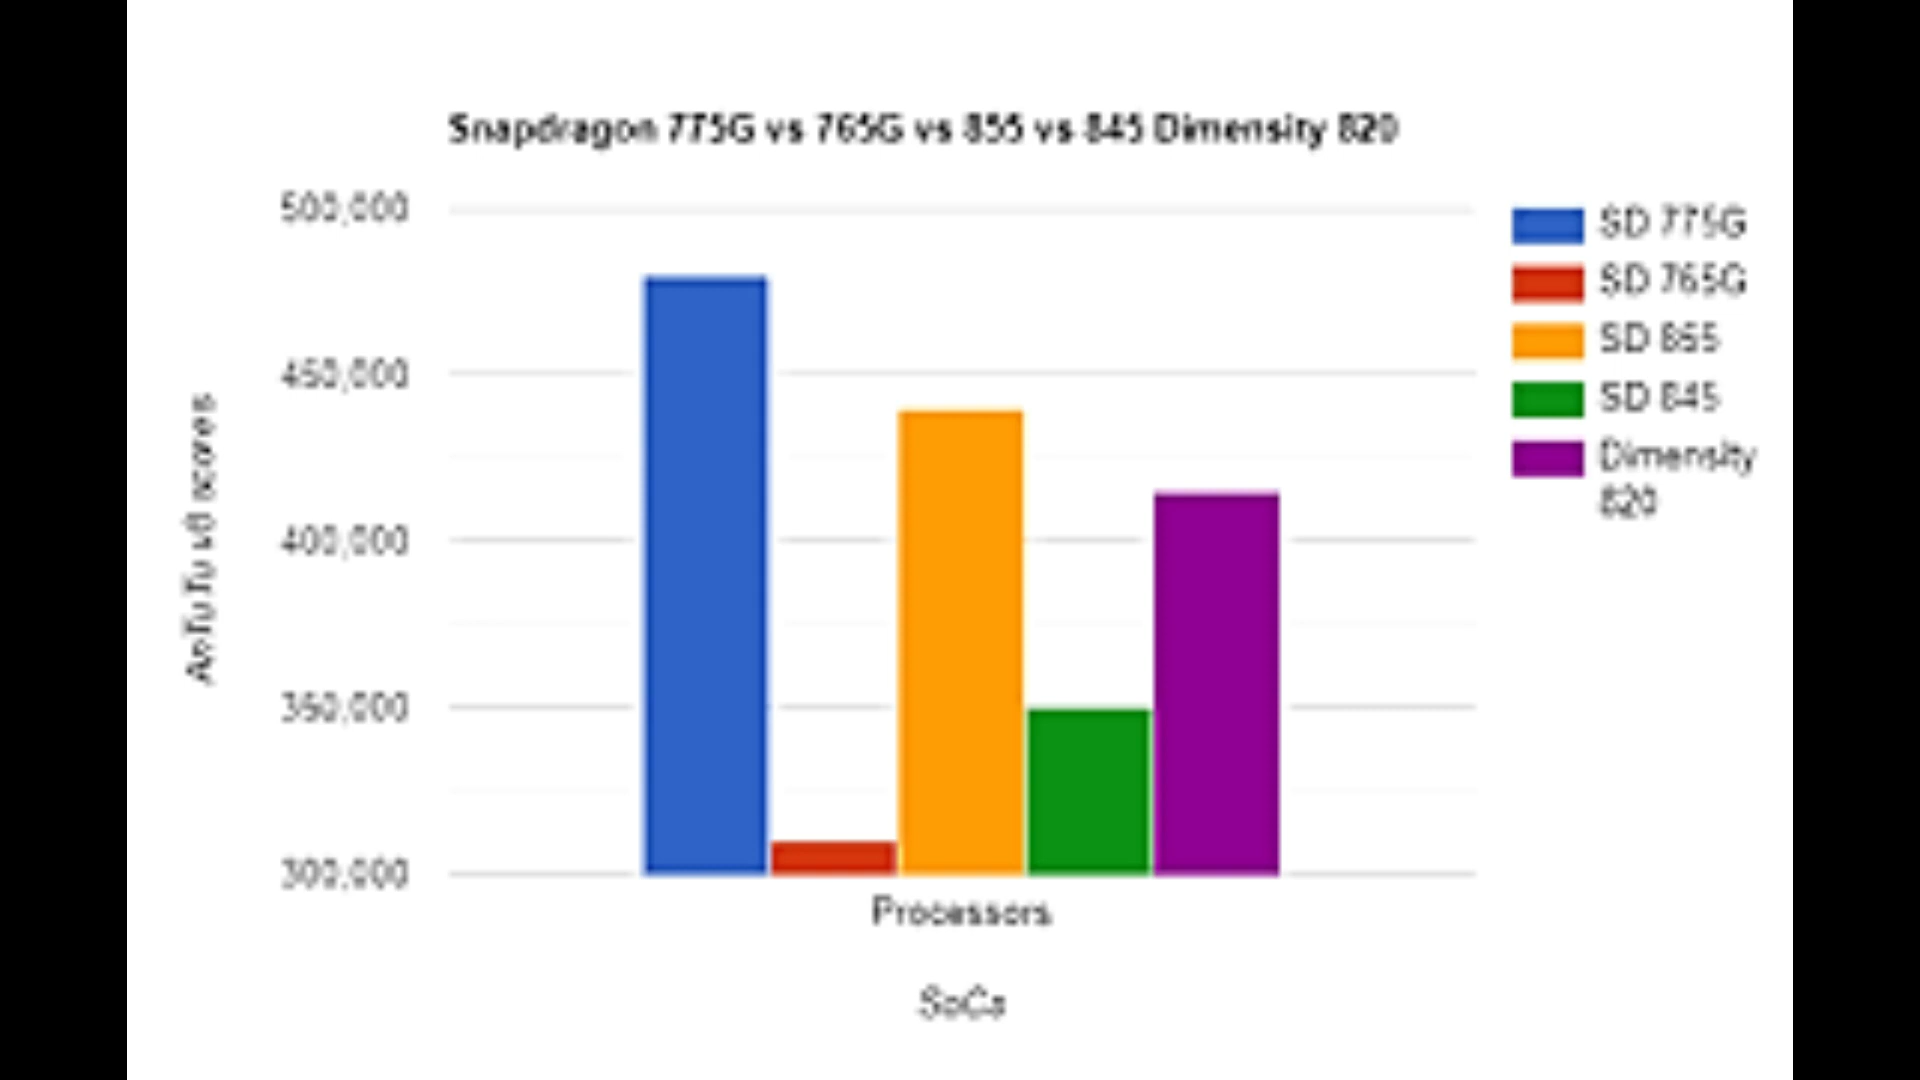 Snapdragon 775G vs 765G vs 855 vs 845 Dimensity 820
500,000
450,000
400,000
350,000
300,000
AnTuTu v8 scores
Processors
SoCs
SD 775G
SD 765G
SD 855
SD 845
Dimensity
820